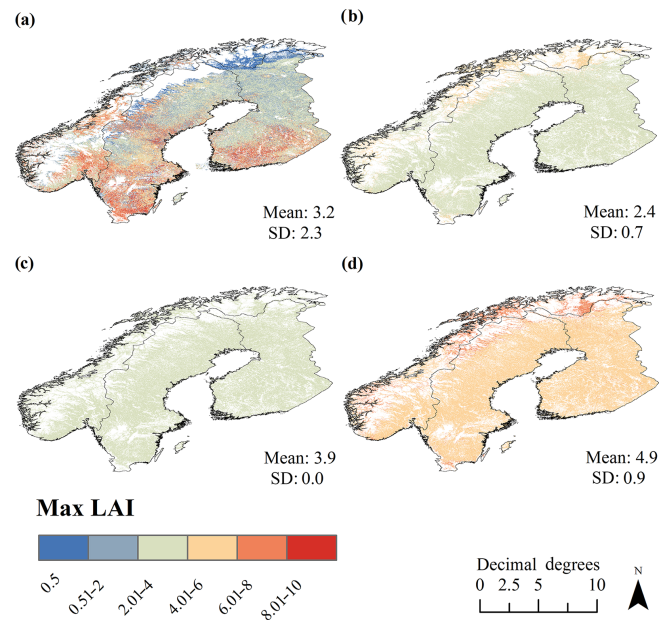 (a)
Mean: 3.2
SD: 2.3
(b)
Mean: 2.4
SD: 0.7
(c)
Mean: 3.9
SD: 0.0
(d)
Mean: 4.9
SD: 0.9
Max LAI
0.5
0.51-2
2.01-4
4.01-6
6.01-8
8.01-10
Decimal degrees
0 2.5 5 10
N